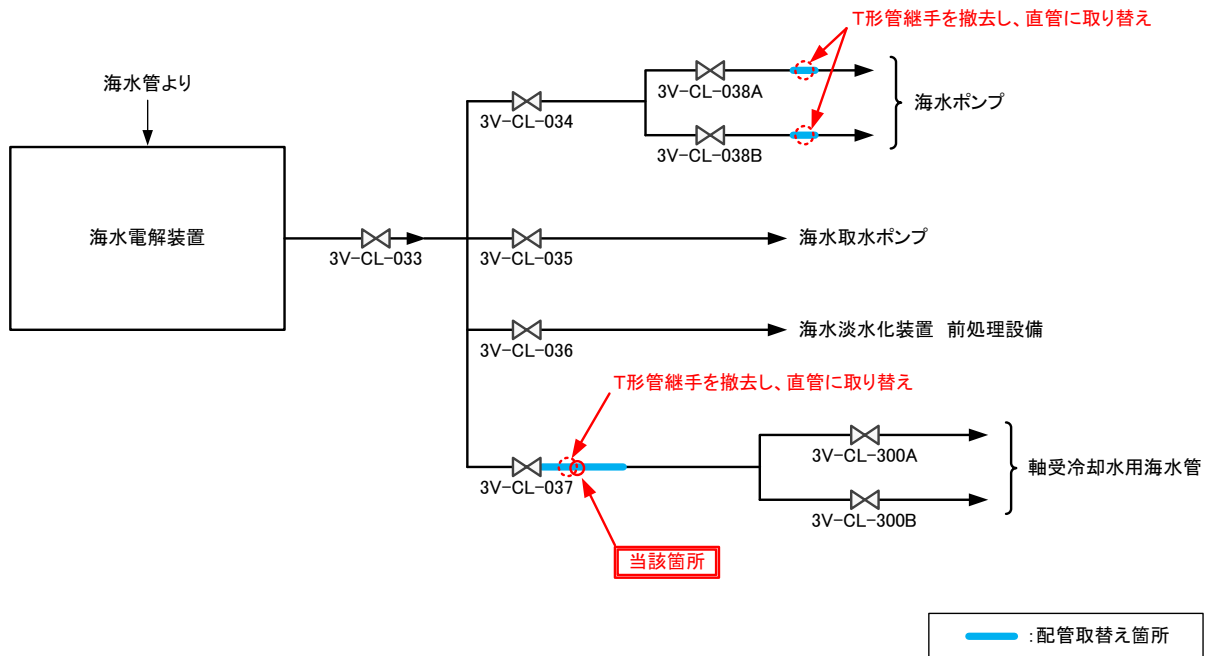 T形管継手を撤去し、直管に取り替え
海水管より
3V-CL-038A
3V-CL-034
海水ポンプ
3V-CL-038B
海水電解装置
3V-CL-033
3V-CL-035
海水取水ポンプ
3V-CL-036
海水淡水化装置 前処理設備
T形管継手を撤去し、直管に取り替え
3V-CL-037
3V-CL-300A
軸受冷却水用海水管
3V-CL-300B
当該箇所
:配管取替え箇所